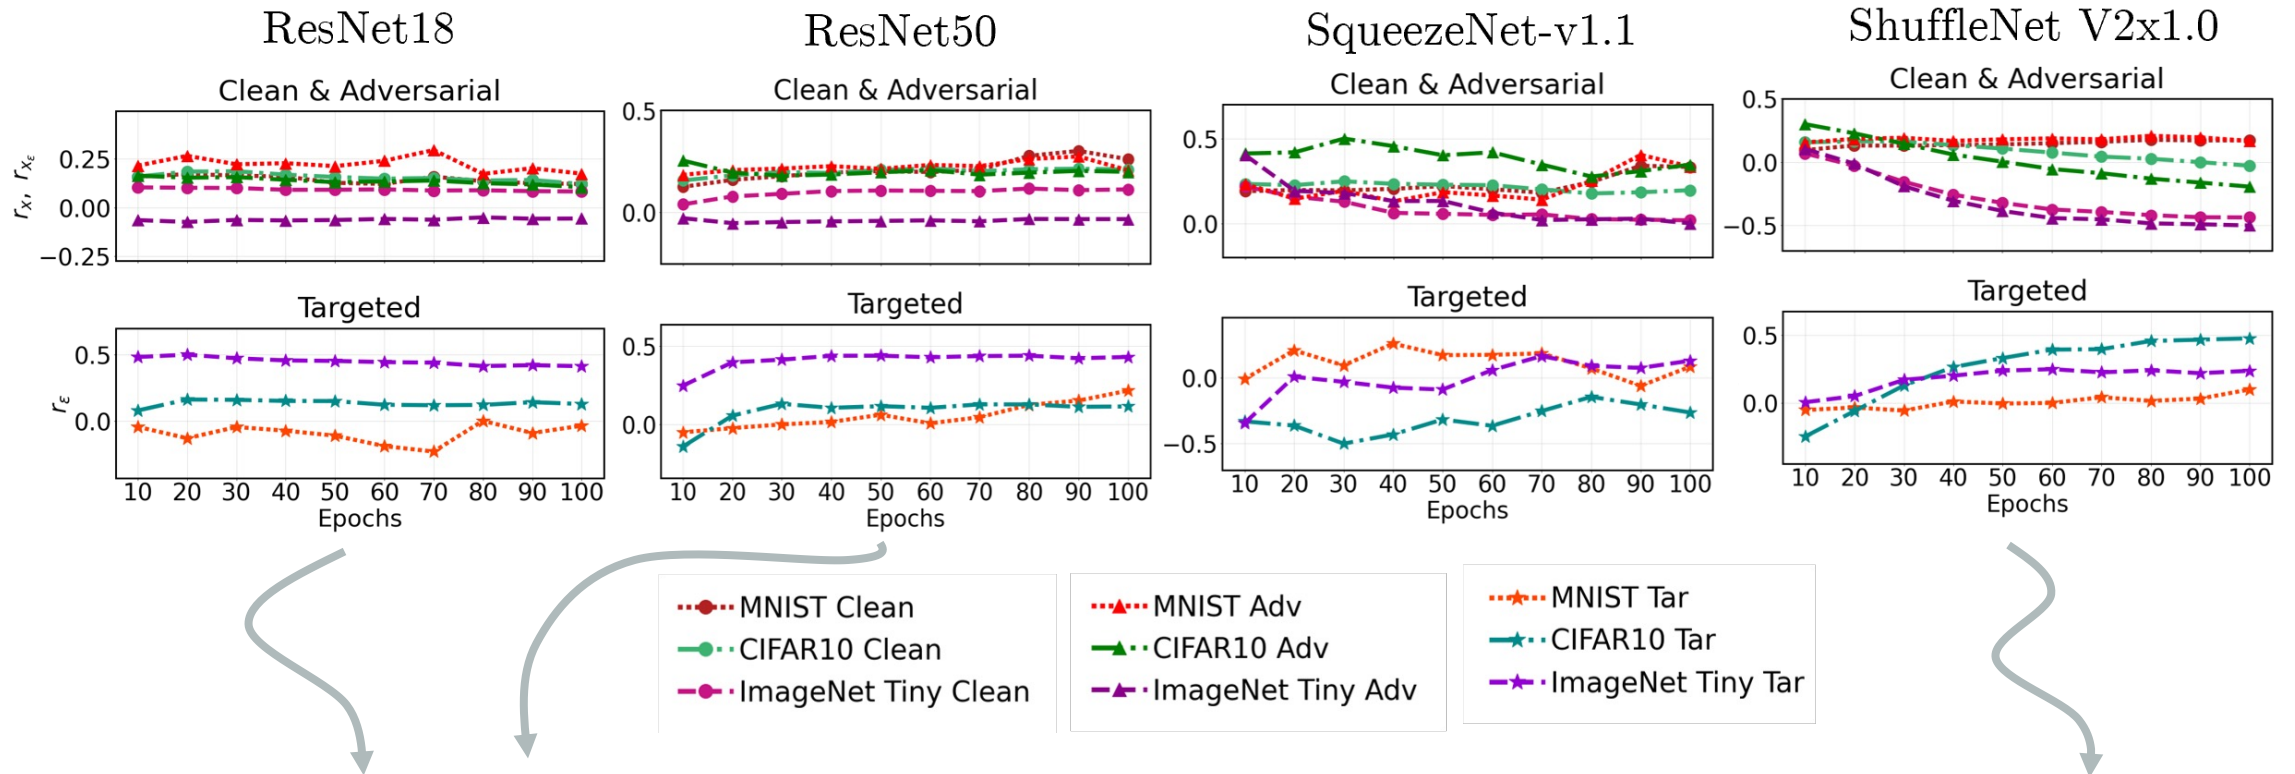 ResNet18
ResNet50
SqueezeNet-v1.1
ShuffleNet V2x1.0
Clean & Adversarial
Clean & Adversarial
Clean & Adversarial
Clean & Adversarial
r_x, r_{x_ε}
0.25
0.00
−0.25
0.5
0.0
0.5
0.0
0.5
0.0
−0.5
Targeted
Targeted
Targeted
Targeted
r_ε
0.5
0.0
0.5
0.0
0.0
−0.5
0.5
0.0
10 20 30 40 50 60 70 80 90 100
Epochs
10 20 30 40 50 60 70 80 90 100
Epochs
10 20 30 40 50 60 70 80 90 100
Epochs
10 20 30 40 50 60 70 80 90 100
Epochs
MNIST Clean
CIFAR10 Clean
ImageNet Tiny Clean
MNIST Adv
CIFAR10 Adv
ImageNet Tiny Adv
MNIST Tar
CIFAR10 Tar
ImageNet Tiny Tar